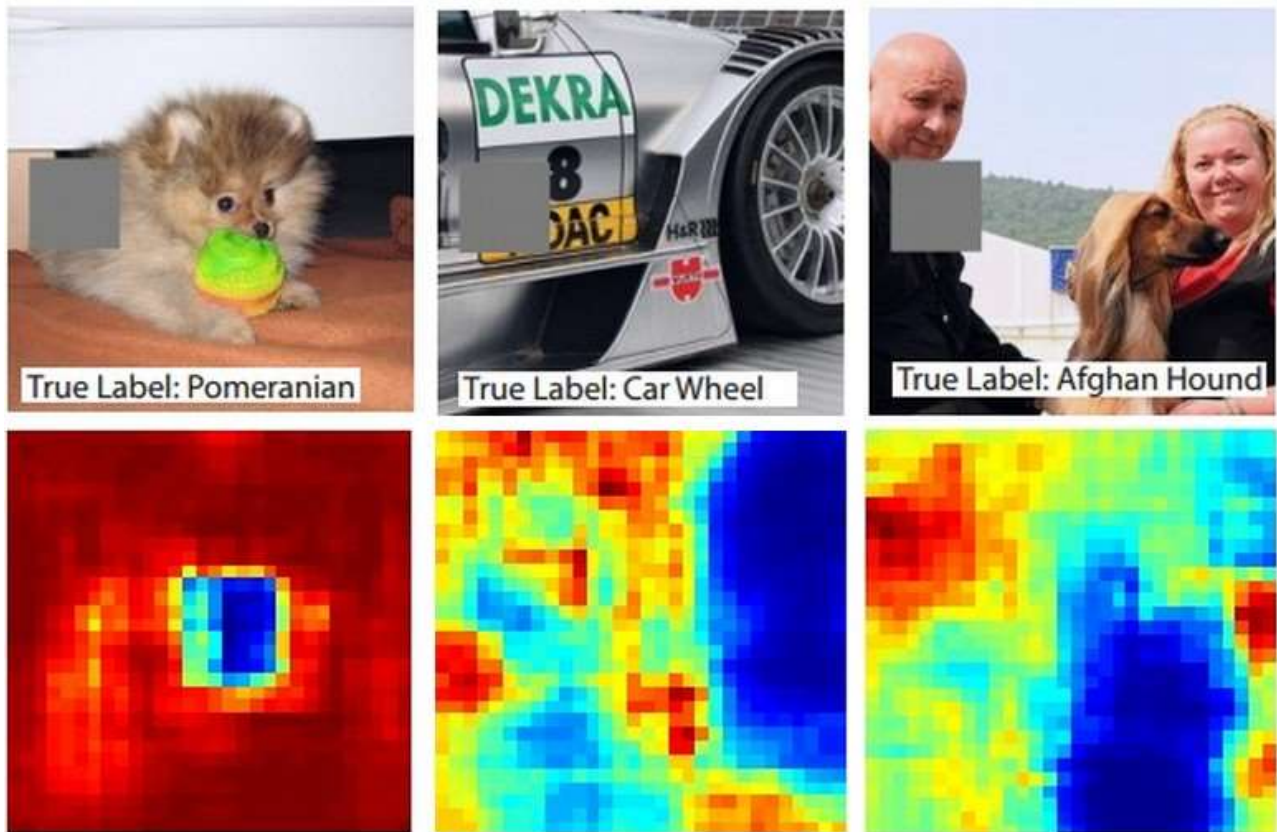 DEKRA
8
DAC
H&R
W
True Label: Pomeranian
True Label: Car Wheel
True Label: Afghan Hound